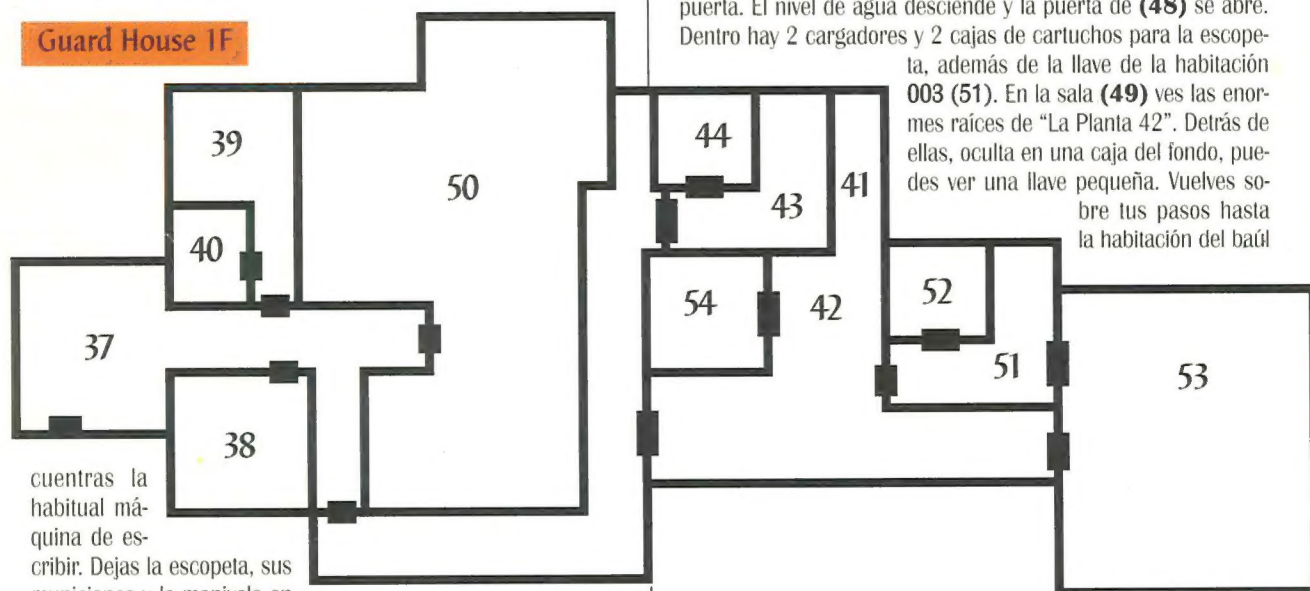 Guard House 1F
39
40
37
38
50
44
43
41
42
54
52
51
53
cuentras la
habitual má-
quina de es-
cribir. Dejas la escopeta, sus
puerta. El nivel de agua desciende y la puerta de (48) se abre.
Dentro hay 2 cargadores y 2 cajas de cartuchos para la escope-
ta, además de la llave de la habitación
003 (51). En la sala (49) ves las enor-
mes raíces de "La Planta 42". Detrás de
ellas, oculta en una caja del fondo, pue-
des ver una llave pequeña. Vuelves so-
bre tus pasos hasta
la habitación del baúl